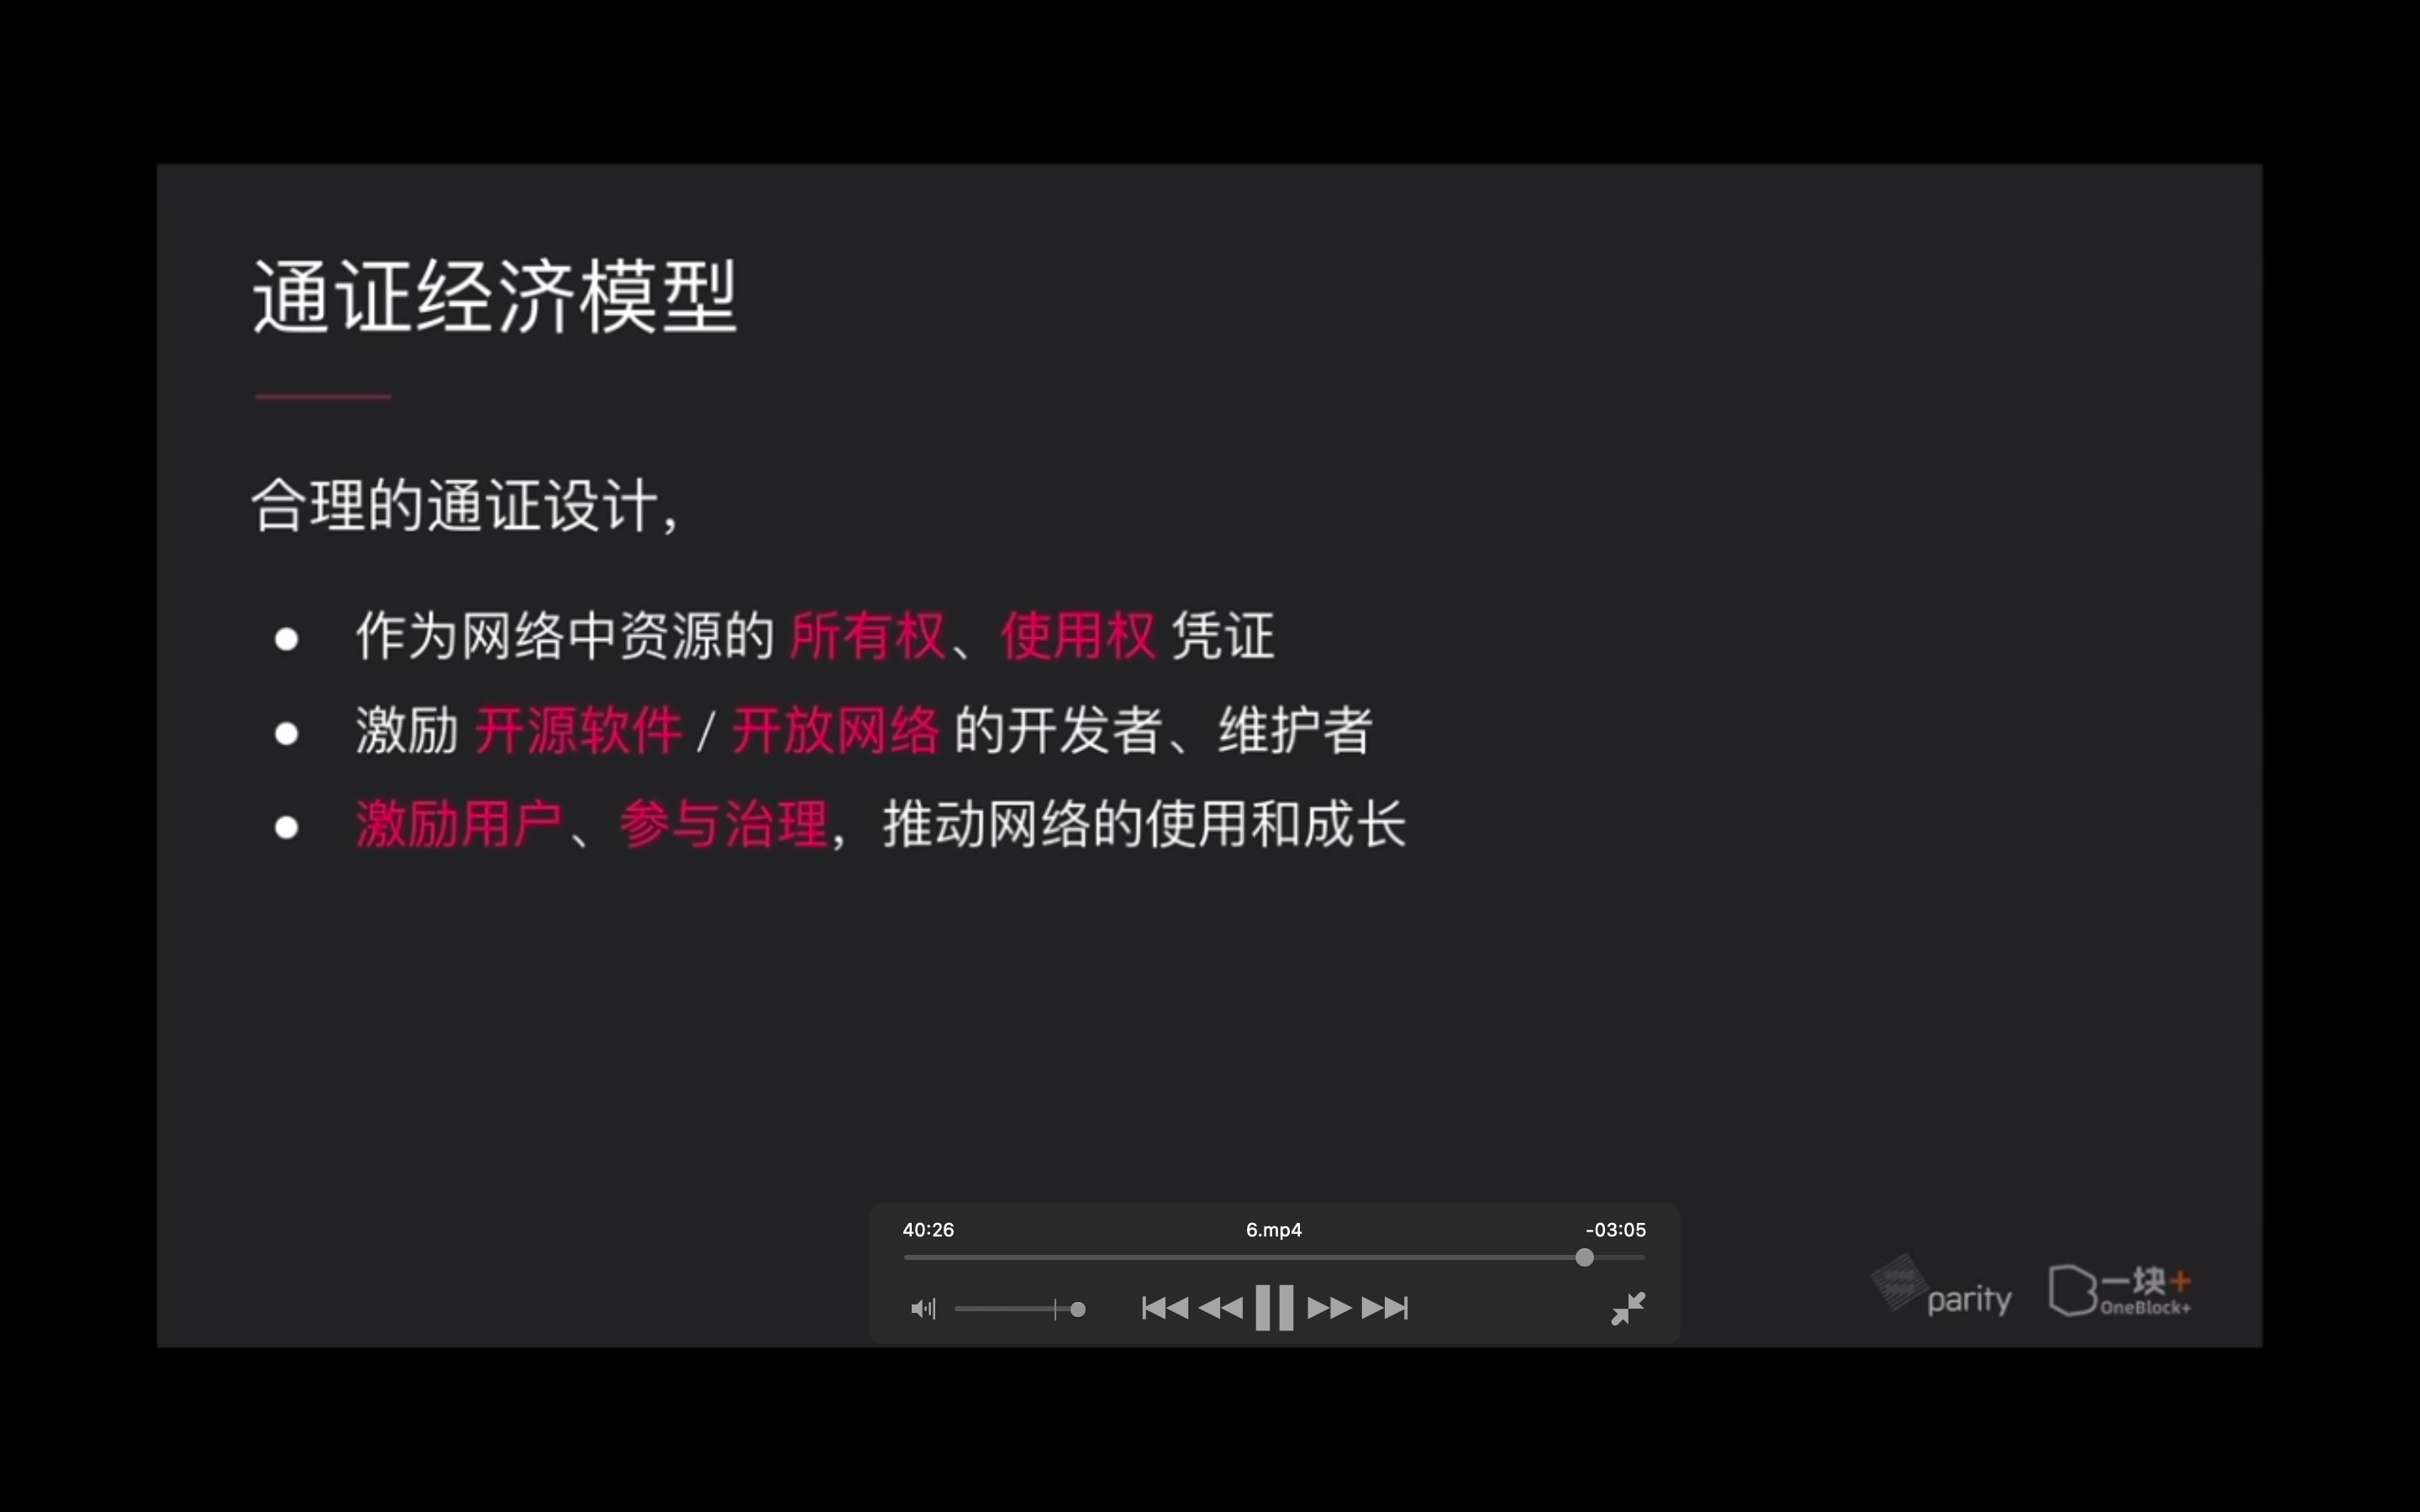 通证经济模型
合理的通证设计，
● 作为网络中资源的 所有权、使用权 凭证
● 激励 开源软件 / 开放网络 的开发者、维护者
● 激励用户、参与治理，推动网络的使用和成长
40:26 6.mp4 -03:05
parity 一块+
OneBlock+